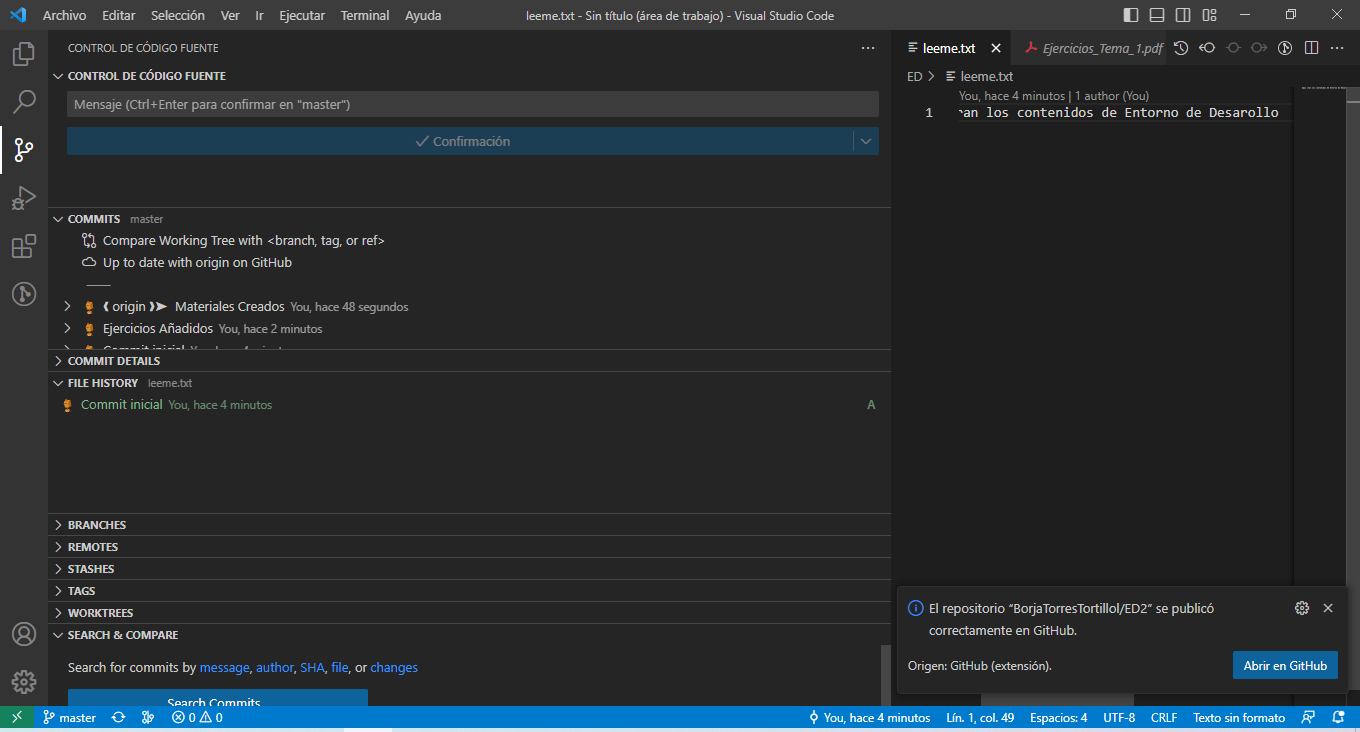 Archivo Editar Selección Ver Ir Ejecutar Terminal Ayuda
leeme.txt - Sin título (área de trabajo) - Visual Studio Code
CONTROL DE CÓDIGO FUENTE
CONTROL DE CÓDIGO FUENTE
Mensaje (Ctrl+Enter para confirmar en "master")
Confirmación
COMMITS master
Compare Working Tree with <branch, tag, or ref>
Up to date with origin on GitHub
origin Materiales Creados You, hace 48 segundos
Ejercicios Añadidos You, hace 2 minutos
Commit inicial You, hace 4 minutos
COMMIT DETAILS
FILE HISTORY leeme.txt
Commit inicial You, hace 4 minutos A
BRANCHES
REMOTES
STASHES
TAGS
WORKTREES
SEARCH & COMPARE
Search for commits by message, author, SHA, file, or changes
Search Commits
leeme.txt
Ejercicios_Tema_1.pdf
ED > leeme.txt
You, hace 4 minutos | 1 author (You)
1 ran los contenidos de Entorno de Desarollo
El repositorio “BorjaTorresTortillol/ED2” se publicó
correctamente en GitHub.
Origen: GitHub (extensión).
Abrir en GitHub
master 0 0
You, hace 4 minutos Lín. 1, col. 49 Espacios: 4 UTF-8 CRLF Texto sin formato